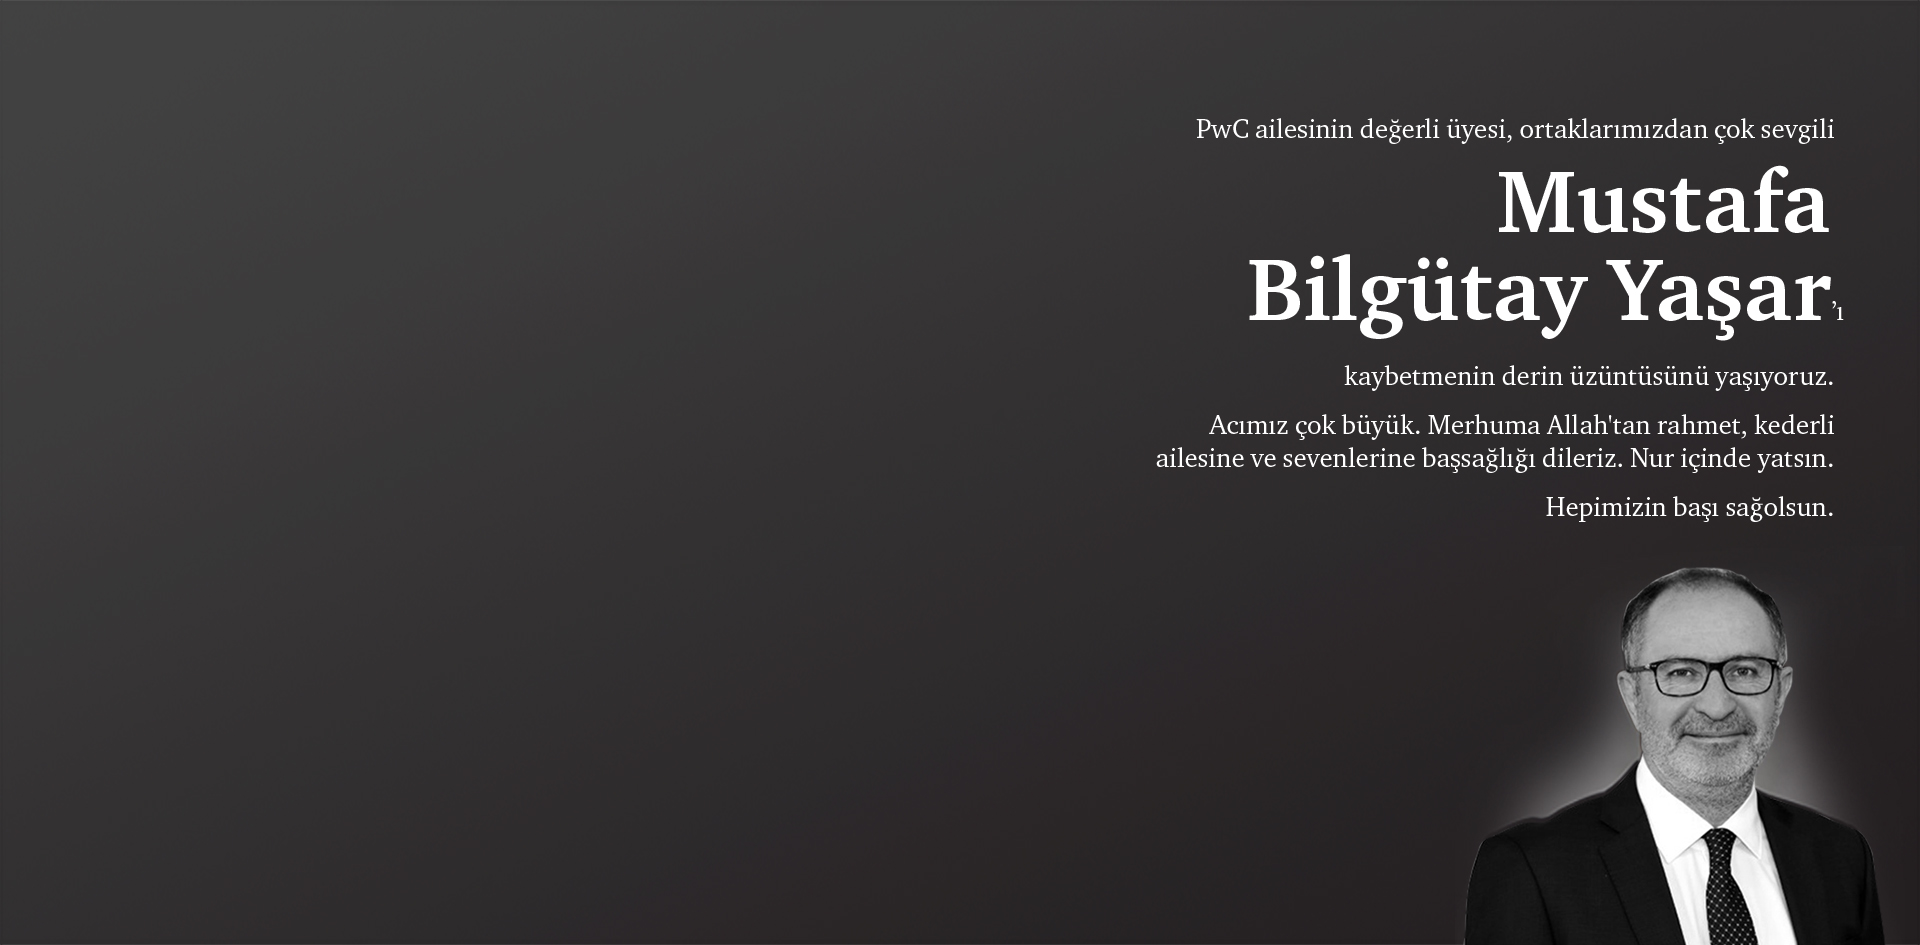 PwC ailesinin değerli üyesi, ortaklarımızdan çok sevgili
Mustafa
Bilgütay Yaşar’ı
kaybetmenin derin üzüntüsünü yaşıyoruz.
Acımız çok büyük. Merhuma Allah'tan rahmet, kederli
ailesine ve sevenlerine başsağlığı dileriz. Nur içinde yatsın.
Hepimizin başı sağolsun.